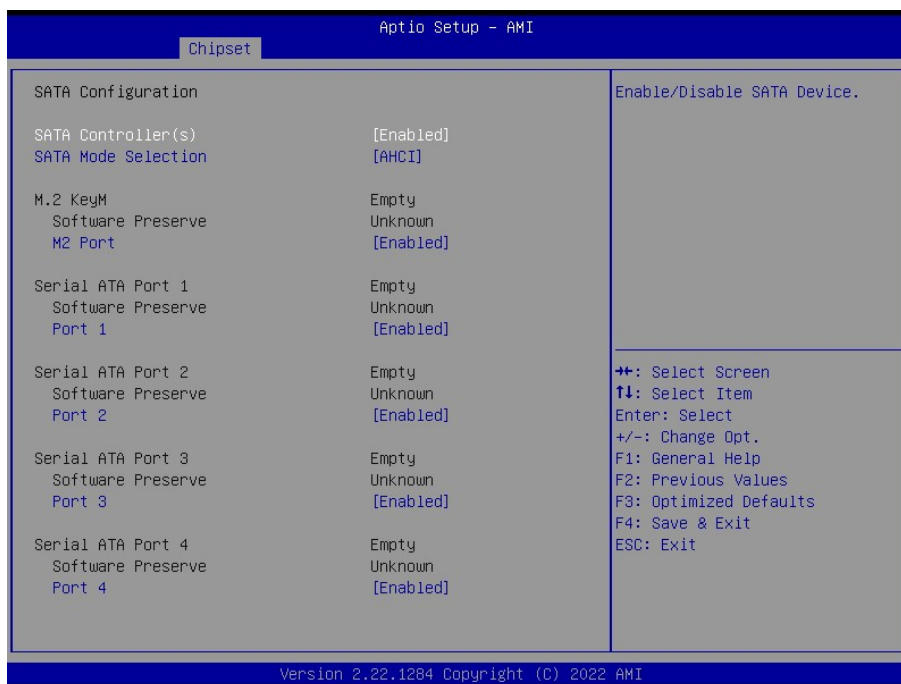 Aptio Setup – AMI
Chipset
SATA Configuration
SATA Controller(s) [Enabled]
SATA Mode Selection [AHCI]
M.2 KeyM Empty
Software Preserve Unknown
M2 Port [Enabled]
Serial ATA Port 1 Empty
Software Preserve Unknown
Port 1 [Enabled]
Serial ATA Port 2 Empty
Software Preserve Unknown
Port 2 [Enabled]
Serial ATA Port 3 Empty
Software Preserve Unknown
Port 3 [Enabled]
Serial ATA Port 4 Empty
Software Preserve Unknown
Port 4 [Enabled]
Enable/Disable SATA Device.
→←: Select Screen
↑↓: Select Item
Enter: Select
+/-: Change Opt.
F1: General Help
F2: Previous Values
F3: Optimized Defaults
F4: Save & Exit
ESC: Exit
Version 2.22.1284 Copyright (C) 2022 AMI